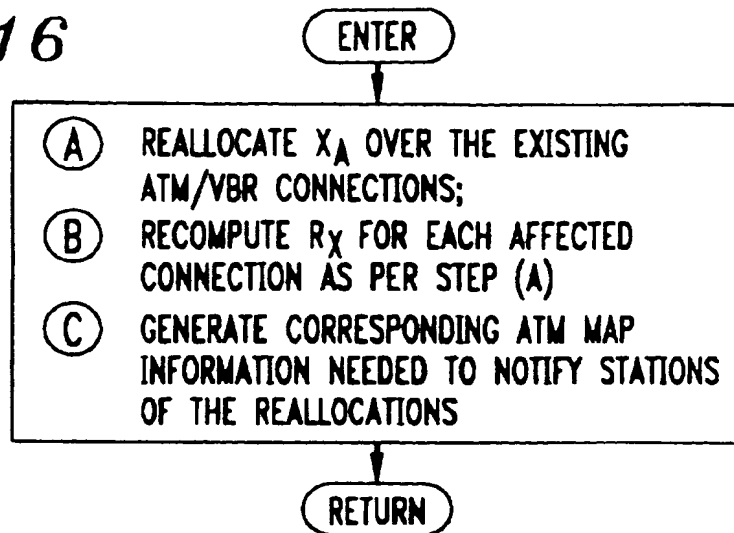 16
ENTER
A REALLOCATE XA OVER THE EXISTING
ATM/VBR CONNECTIONS;
B RECOMPUTE RX FOR EACH AFFECTED
CONNECTION AS PER STEP (A)
C GENERATE CORRESPONDING ATM MAP
INFORMATION NEEDED TO NOTIFY STATIONS
OF THE REALLOCATIONS
RETURN